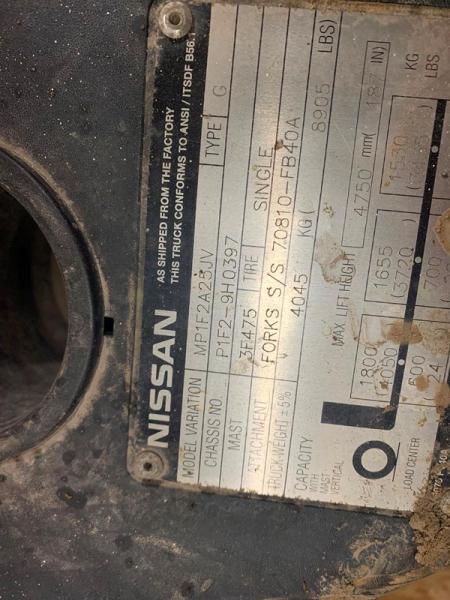 NISSAN
AS SHIPPED FROM THE FACTORY
THIS TRUCK CONFORMS TO ANSI / ITSDF B56.1
MODEL VARIATION MP1F2A25JV TYPE G
CHASSIS NO. P1F2-9H0397
MAST 3F475 TIRE SINGLE
ATTACHMENT FORKS S/S 70810-FB40A
TRUCK WEIGHT ± 5% 4045 KG( 8905 LBS)
CAPACITY
WITH
MAST
VERTICAL
MAX. LIFT HEIGHT 4750 mm( IN)
1800 1655 KG
(3720) LBS
LOAD CENTER 600
24